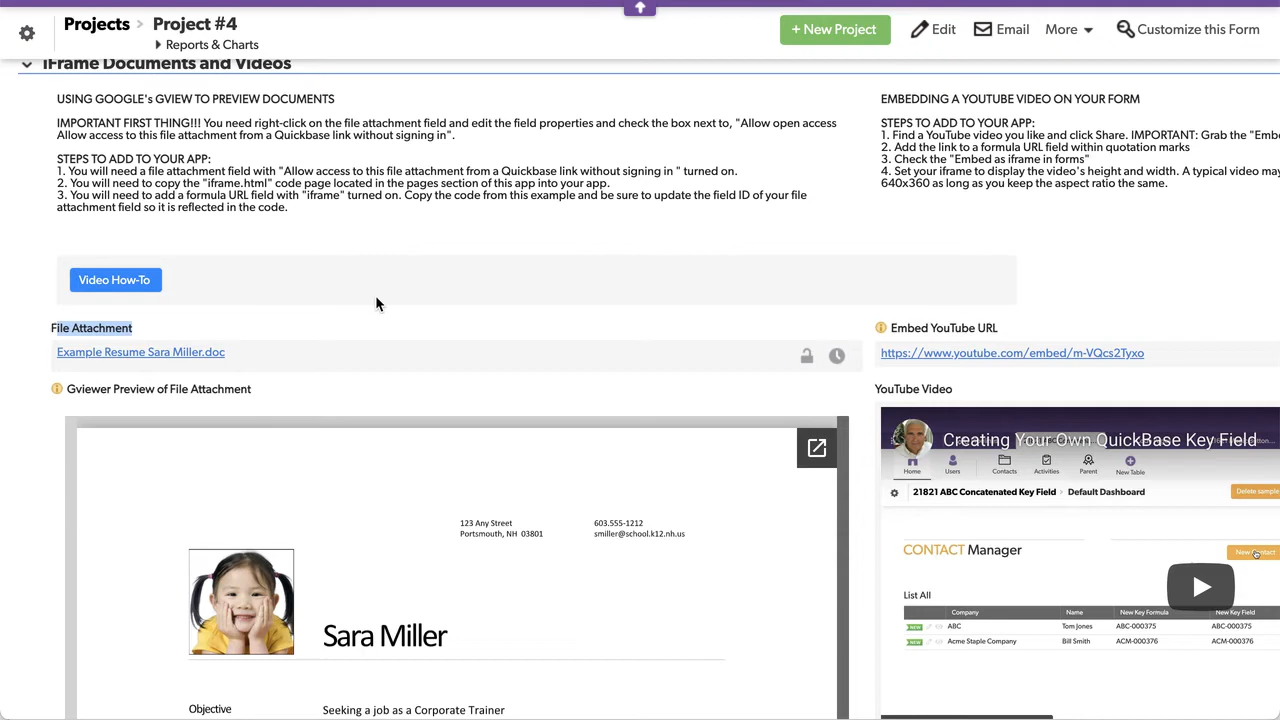 Projects > Project #4
Reports & Charts
+ New Project
Edit
Email
More
Customize this Form
iFrame Documents and Videos
USING GOOGLE's GVIEW TO PREVIEW DOCUMENTS
IMPORTANT FIRST THING!!! You need right-click on the file attachment field and edit the field properties and check the box next to, "Allow open access
Allow access to this file attachment from a Quickbase link without signing in".
STEPS TO ADD TO YOUR APP:
1. You will need a file attachment field with "Allow access to this file attachment from a Quickbase link without signing in " turned on.
2. You will need to copy the "iframe.html" code page located in the pages section of this app into your app.
3. You will need to add a formula URL field with "iframe" turned on. Copy the code from this example and be sure to update the field ID of your file
attachment field so it is reflected in the code.
EMBEDDING A YOUTUBE VIDEO ON YOUR FORM
STEPS TO ADD TO YOUR APP:
1. Find a YouTube video you like and click Share. IMPORTANT: Grab the "Embe
2. Add the link to a formula URL field within quotation marks
3. Check the "Embed as iframe in forms"
4. Set your iframe to display the video's height and width. A typical video may
640x360 as long as you keep the aspect ratio the same.
Video How-To
File Attachment
Example Resume Sara Miller.doc
Gviewer Preview of File Attachment
123 Any Street
Portsmouth, NH 03801
603.555-1212
smiller@school.k12.nh.us
Sara Miller
Objective
Seeking a job as a Corporate Trainer
Embed YouTube URL
https://www.youtube.com/embed/m-VQcs2Tyxo
YouTube Video
Creating Your Own QuickBase Key Field
Home
Users
Contacts
Activities
Parent
New Table
21821 ABC Concatenated Key Field > Default Dashboard
Delete sample
CONTACT Manager
New Contact
List All
Company Name New Key Formula New Key Field
NEW ABC Tom Jones ABC-000375 ABC-000375
NEW Acme Staple Company Bill Smith ACM-000376 ACM-000376